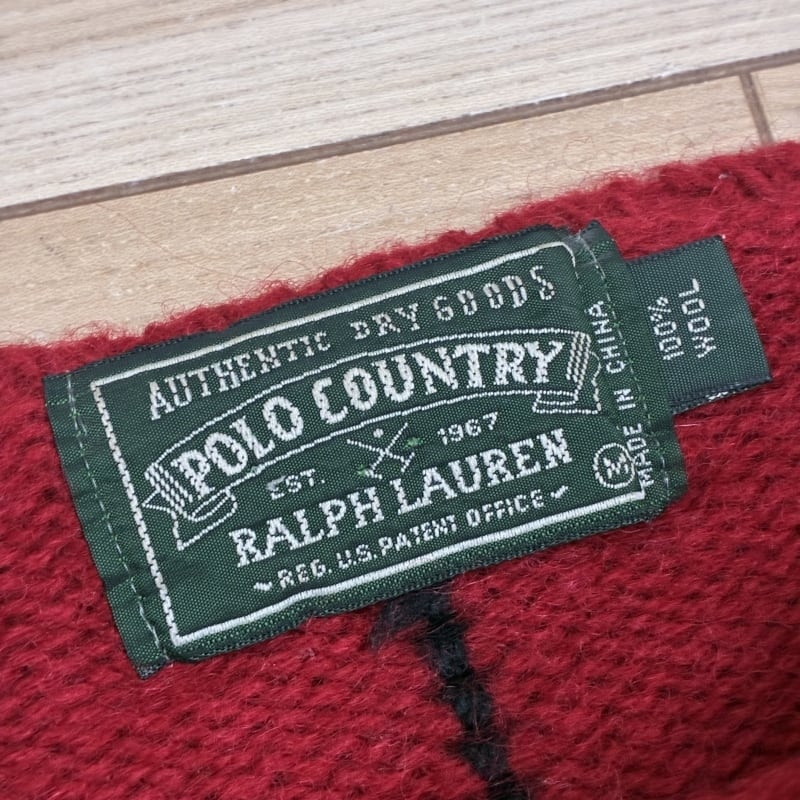 AUTHENTIC DRY GOODS
POLO COUNTRY
EST. 1967
RALPH LAUREN
REG. U.S. PATENT OFFICE
M
MADE IN CHINA
100%
WOOL